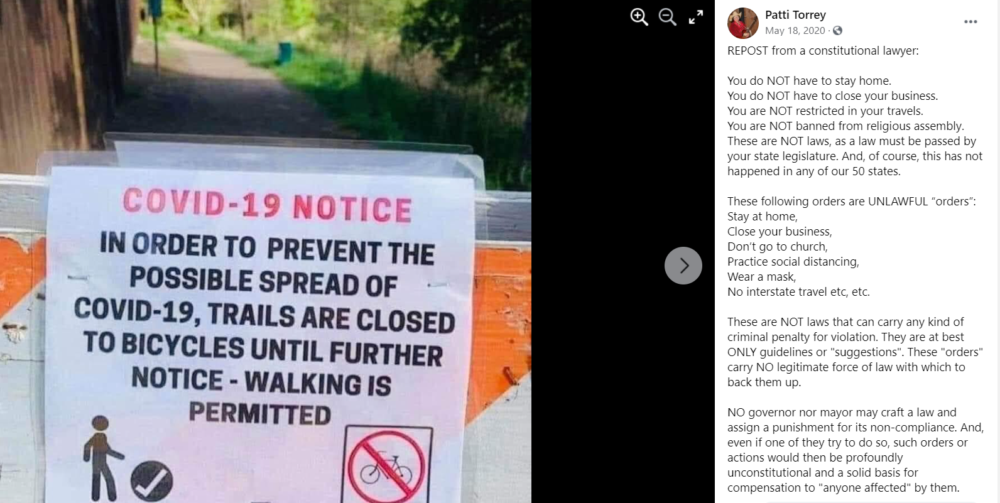 COVID-19 NOTICE
IN ORDER TO PREVENT THE
POSSIBLE SPREAD OF
COVID-19, TRAILS ARE CLOSED
TO BICYCLES UNTIL FURTHER
NOTICE - WALKING IS
PERMITTED
Patti Torrey
May 18, 2020 ·
REPOST from a constitutional lawyer:
You do NOT have to stay home.
You do NOT have to close your business.
You are NOT restricted in your travels.
You are NOT banned from religious assembly.
These are NOT laws, as a law must be passed by
your state legislature. And, of course, this has not
happened in any of our 50 states.
These following orders are UNLAWFUL “orders”:
Stay at home,
Close your business,
Don’t go to church,
Practice social distancing,
Wear a mask,
No interstate travel etc, etc.
These are NOT laws that can carry any kind of
criminal penalty for violation. They are at best
ONLY guidelines or "suggestions". These "orders"
carry NO legitimate force of law with which to
back them up.
NO governor nor mayor may craft a law and
assign a punishment for its non-compliance. And,
even if one of they try to do so, such orders or
actions would then be profoundly
unconstitutional and a solid basis for
compensation to "anyone affected" by them.